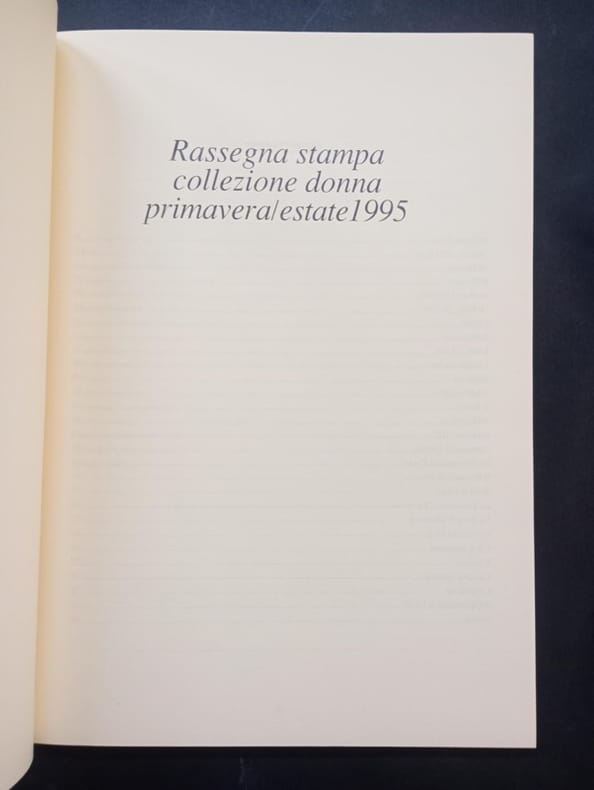 Rassegna stampa
collezione donna
primavera/estate1995